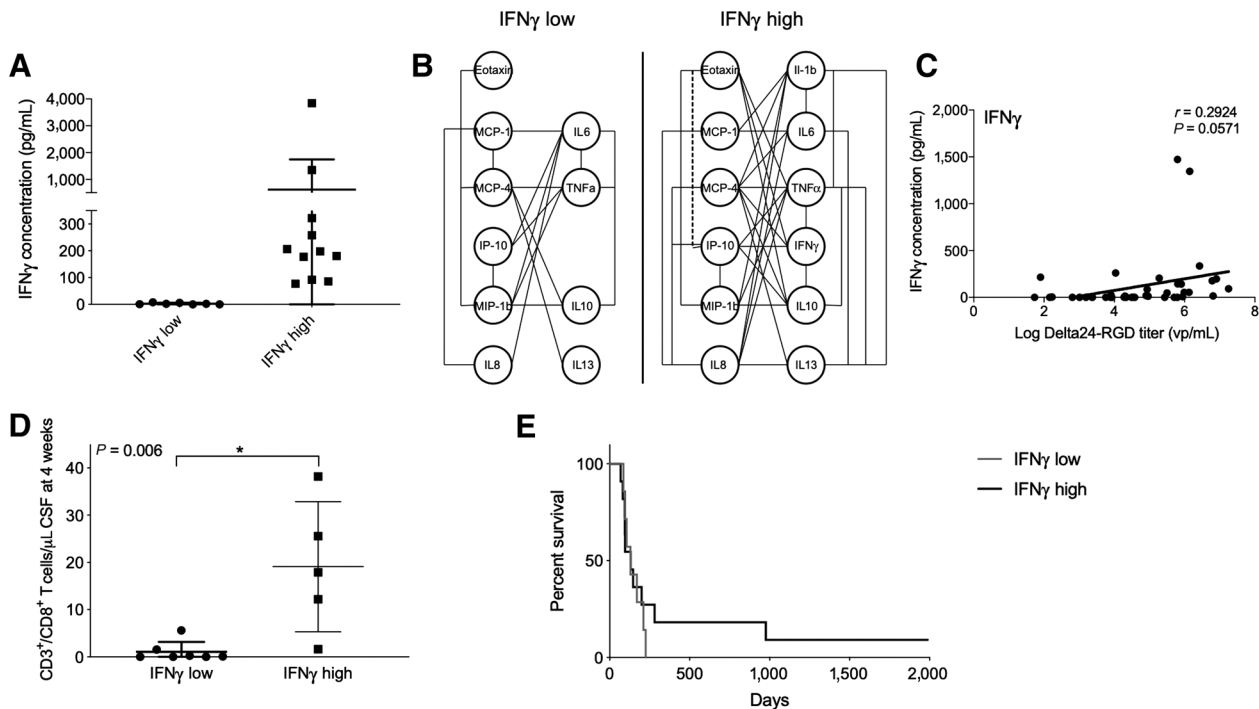 IFNγ low
IFNγ high
A
IFNγ concentration (pg/mL)
4,000
3,000
2,000
1,000
300
200
100
0
IFNγ low
IFNγ high
B
Eotaxin
MCP-1
IL6
MCP-4
TNFa
IP-10
MIP-1b
IL10
IL8
IL13
Eotaxin
Il-1b
MCP-1
IL6
MCP-4
TNFα
IP-10
IFNγ
MIP-1b
IL10
IL8
IL13
C
IFNγ concentration (pg/mL)
2,000
1,500
1,000
500
0
IFNγ
r = 0.2924
P = 0.0571
0 2 4 6 8
Log Delta24-RGD titer (vp/mL)
D
CD3+/CD8+ T cells/μL CSF at 4 weeks
P = 0.006
*
40
30
20
10
0
IFNγ low
IFNγ high
E
Percent survival
100
50
0
0 500 1,000 1,500 2,000
Days
IFNγ low
IFNγ high